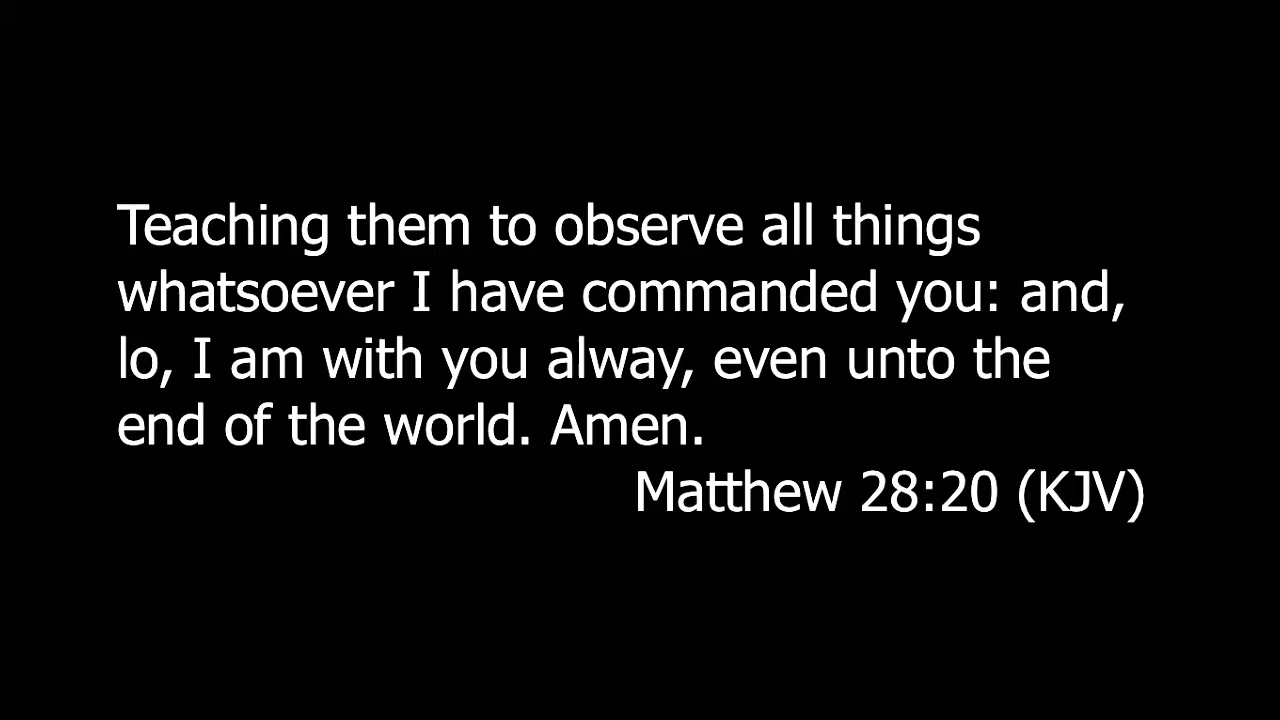 Teaching them to observe all things
whatsoever I have commanded you: and,
lo, I am with you alway, even unto the
end of the world. Amen.
Matthew 28:20 (KJV)